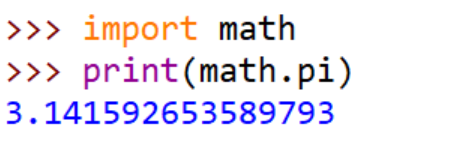 >>> import math
>>> print(math.pi)
3.141592653589793